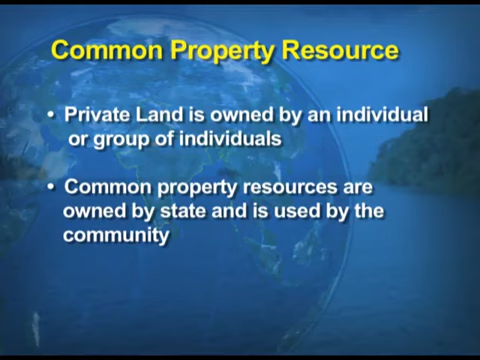 Common Property Resource
• Private Land is owned by an individual
or group of individuals
• Common property resources are
owned by state and is used by the
community